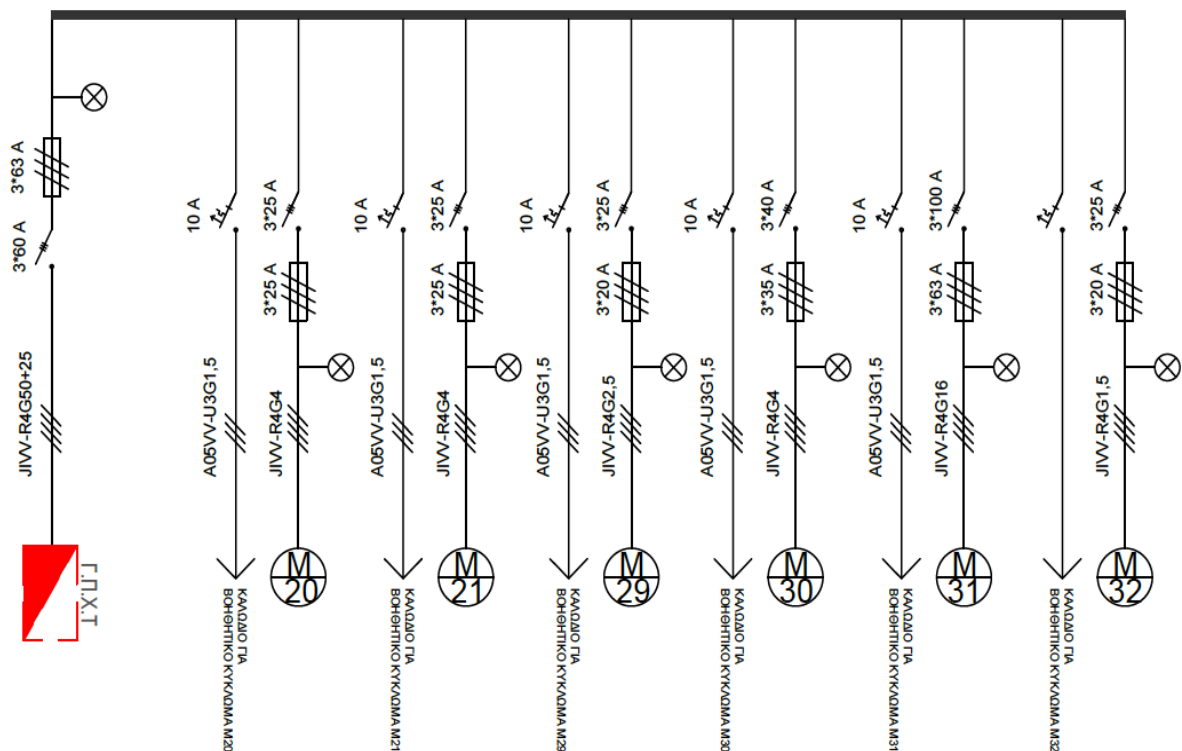 3*63 A
3*60 A
JIVV-R4G50+25
Γ.Π.Χ.Τ
10 A
A05VV-U3G1,5
ΚΑΛΩΔΙΟ ΓΙΑ
ΒΟΗΘΗΤΙΚΟ ΚΥΚΛΩΜΑ M20
3*25 A
3*25 A
JIVV-R4G4
M
20
10 A
A05VV-U3G1,5
ΚΑΛΩΔΙΟ ΓΙΑ
ΒΟΗΘΗΤΙΚΟ ΚΥΚΛΩΜΑ M21
3*25 A
3*25 A
JIVV-R4G4
M
21
10 A
A05VV-U3G1,5
ΚΑΛΩΔΙΟ ΓΙΑ
ΒΟΗΘΗΤΙΚΟ ΚΥΚΛΩΜΑ M29
3*25 A
3*20 A
JIVV-R4G2,5
M
29
10 A
A05VV-U3G1,5
ΚΑΛΩΔΙΟ ΓΙΑ
ΒΟΗΘΗΤΙΚΟ ΚΥΚΛΩΜΑ M30
3*40 A
3*35 A
JIVV-R4G4
M
30
10 A
A05VV-U3G1,5
ΚΑΛΩΔΙΟ ΓΙΑ
ΒΟΗΘΗΤΙΚΟ ΚΥΚΛΩΜΑ M31
3*100 A
3*63 A
JIVV-R4G16
M
31
ΚΑΛΩΔΙΟ ΓΙΑ
ΒΟΗΘΗΤΙΚΟ ΚΥΚΛΩΜΑ M32
3*25 A
3*20 A
JIVV-R4G1,5
M
32